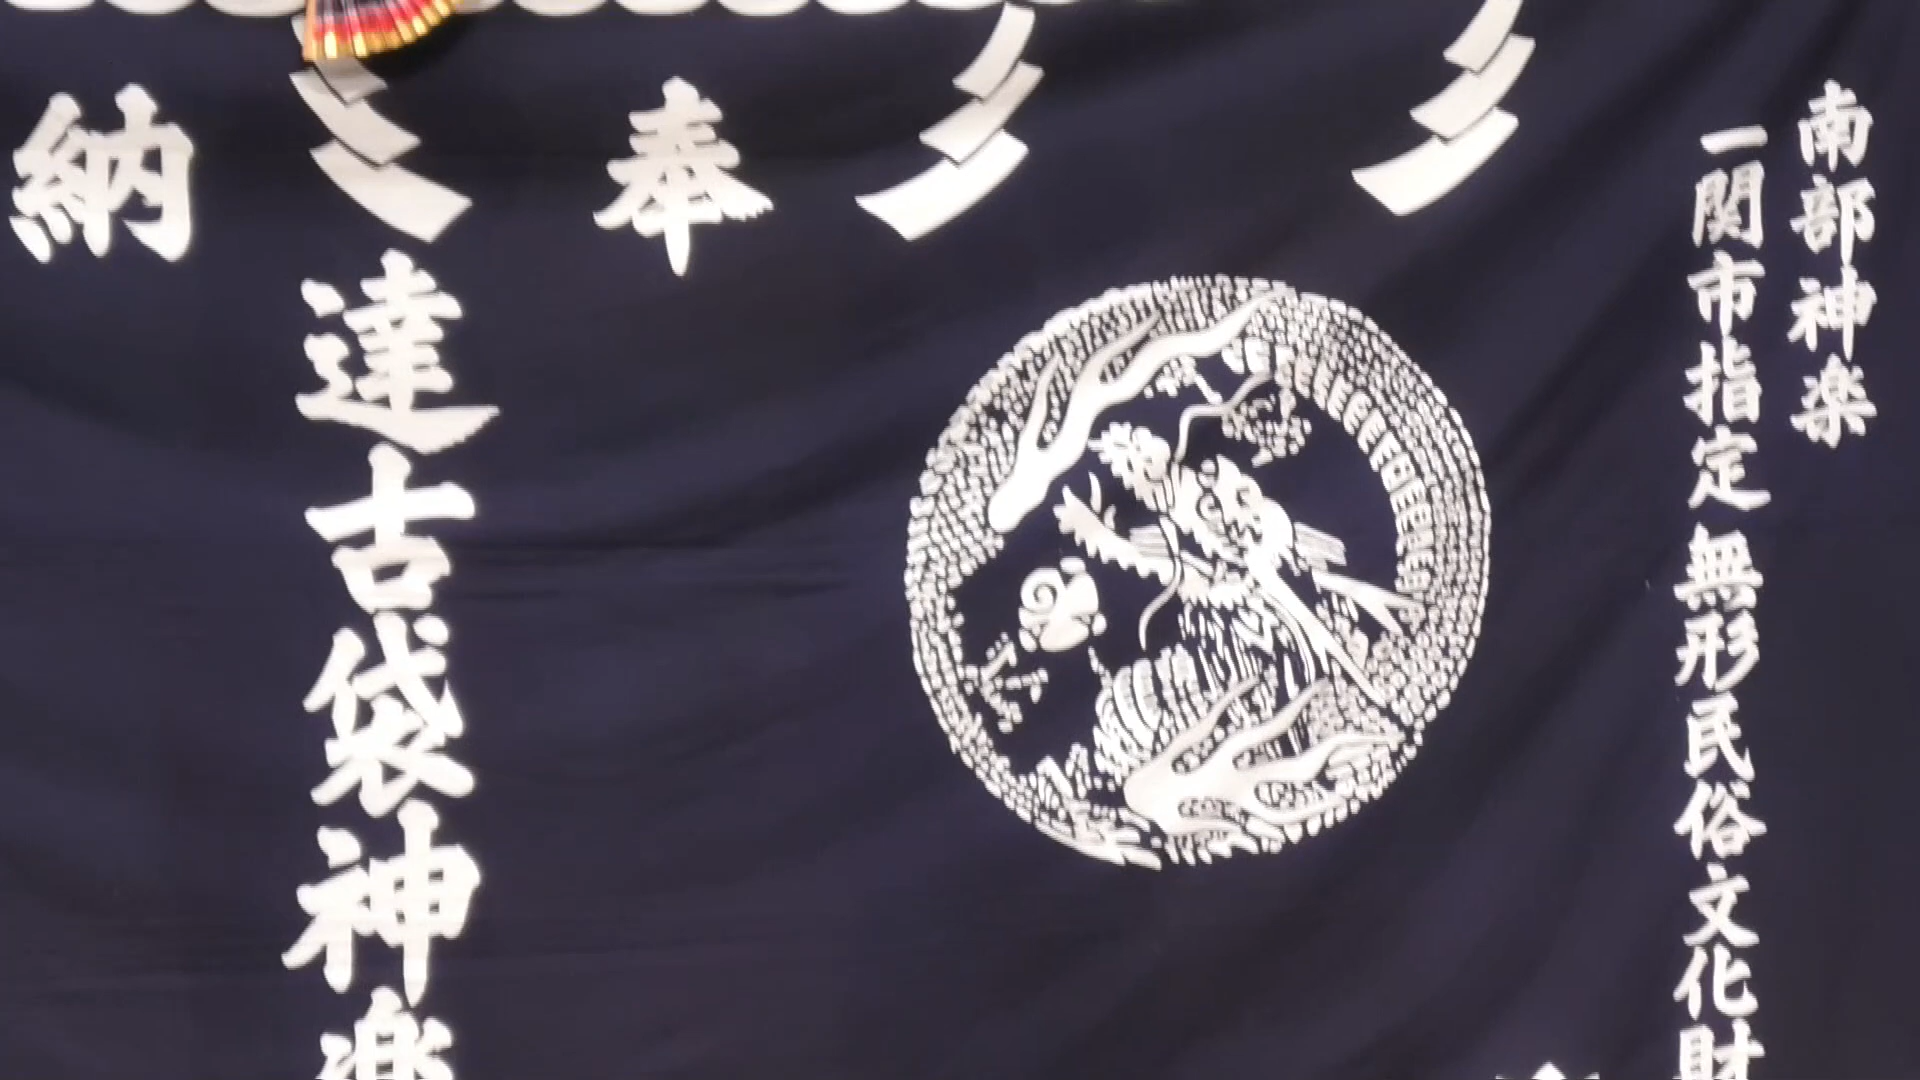 南部神楽
一関市指定無形民俗文化財
奉納
達古袋神楽